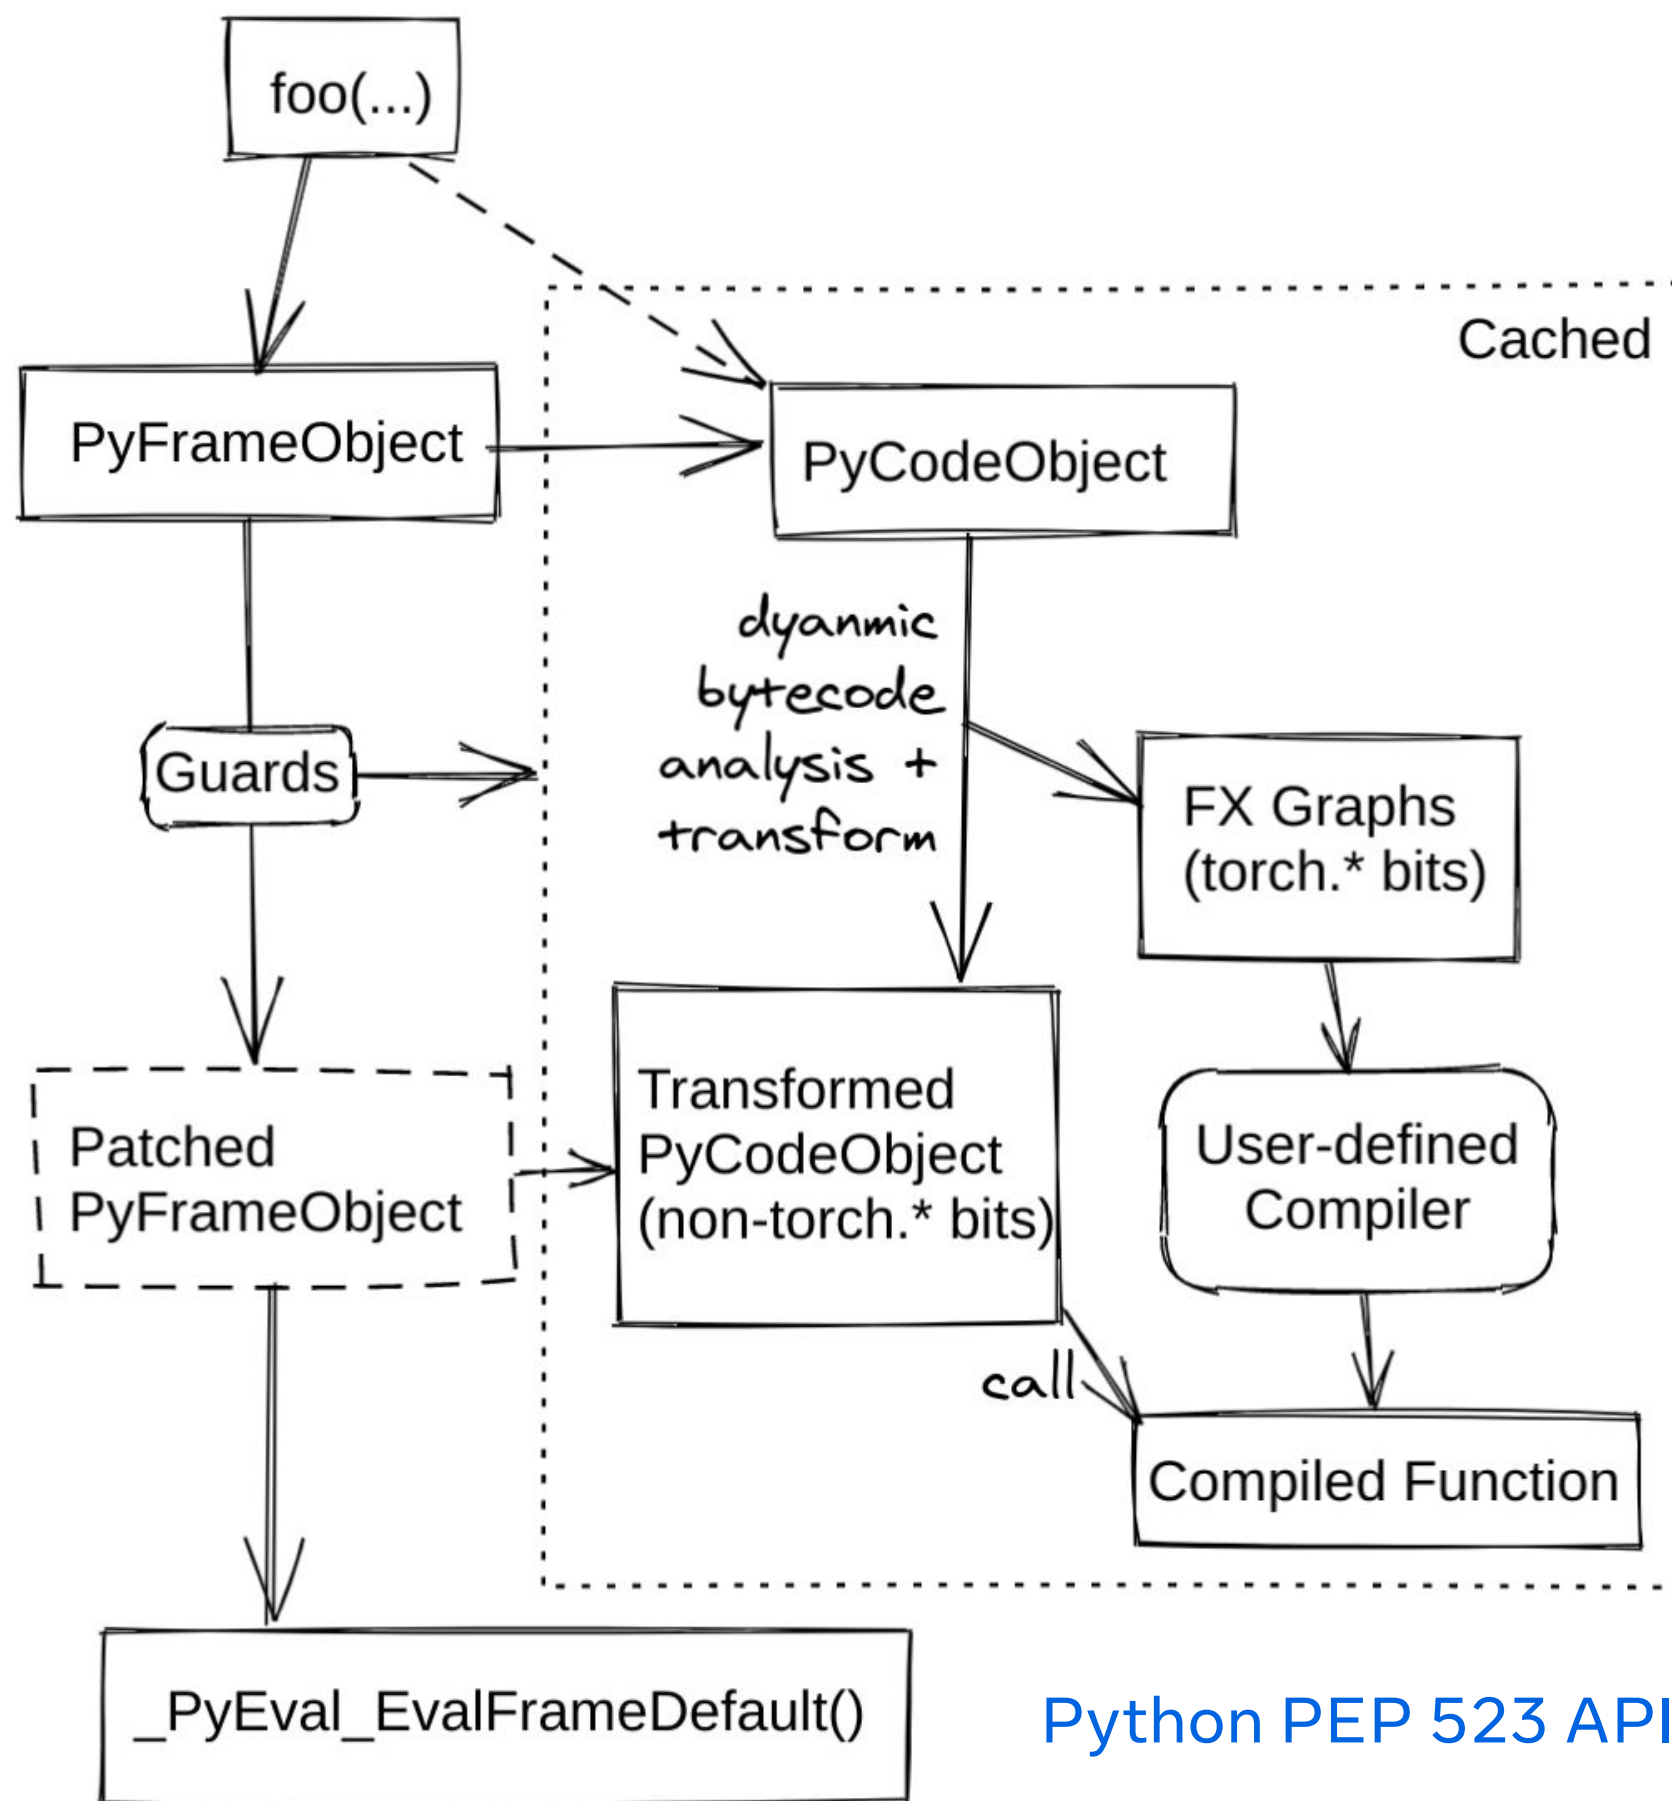 foo(...)
Cached
PyFrameObject
PyCodeObject
dyanmic
bytecode
analysis +
transform
Guards
FX Graphs
(torch.* bits)
Patched
PyFrameObject
Transformed
PyCodeObject
(non-torch.* bits)
User-defined
Compiler
call
Compiled Function
_PyEval_EvalFrameDefault()
Python PEP 523 API